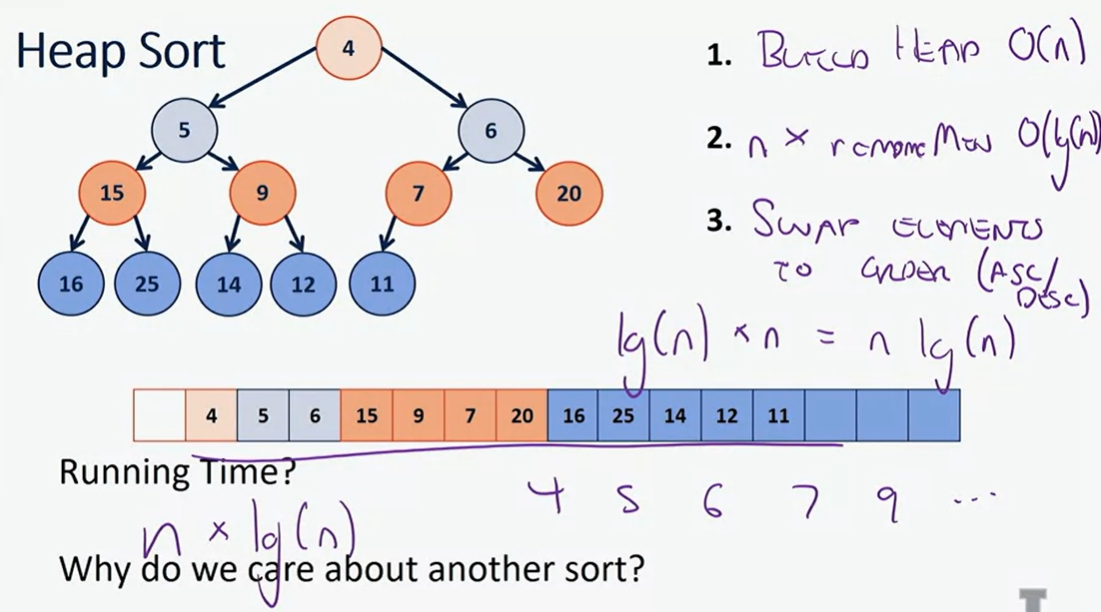 Heap Sort
4
5 6
15 9 7 20
16 25 14 12 11
1. BUILD HEAP O(n)
2. n × removeMin O(lg(n))
3. SWAP ELEMENTS
TO ORDER (ASC/
DESC)
lg(n) × n = n lg(n)
4 5 6 15 9 7 20 16 25 14 12 11
Running Time?
4 5 6 7 9 ...
n × lg(n)
Why do we care about another sort?
I